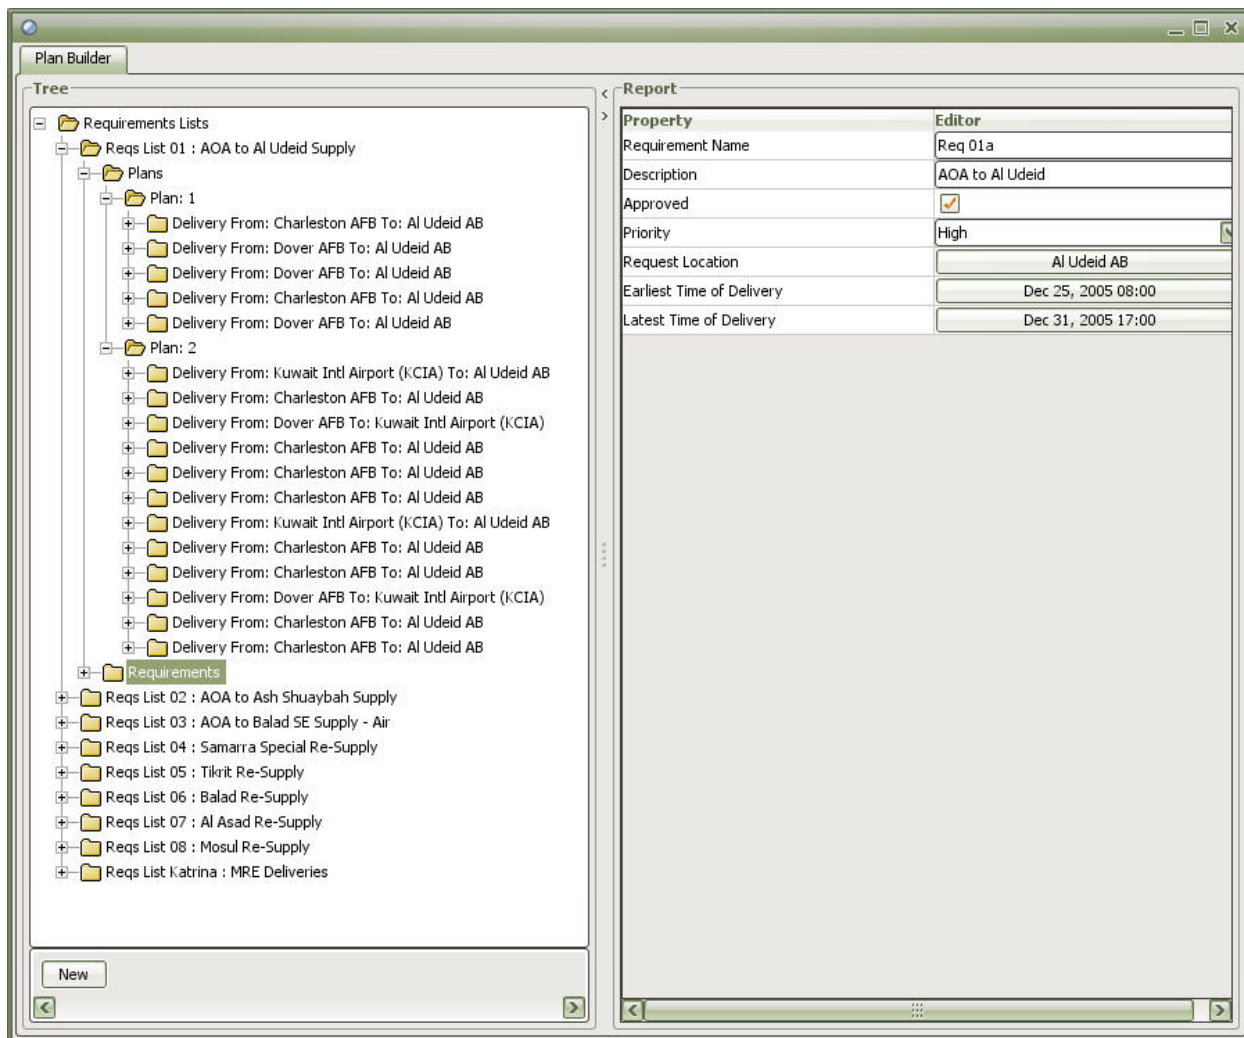 Plan Builder
Tree
Requirements Lists
Reqs List 01 : AOA to Al Udeid Supply
Plans
Plan: 1
Delivery From: Charleston AFB To: Al Udeid AB
Delivery From: Dover AFB To: Al Udeid AB
Delivery From: Dover AFB To: Al Udeid AB
Delivery From: Charleston AFB To: Al Udeid AB
Delivery From: Dover AFB To: Al Udeid AB
Plan: 2
Delivery From: Kuwait Intl Airport (KCIA) To: Al Udeid AB
Delivery From: Charleston AFB To: Al Udeid AB
Delivery From: Dover AFB To: Kuwait Intl Airport (KCIA)
Delivery From: Charleston AFB To: Al Udeid AB
Delivery From: Charleston AFB To: Al Udeid AB
Delivery From: Charleston AFB To: Al Udeid AB
Delivery From: Kuwait Intl Airport (KCIA) To: Al Udeid AB
Delivery From: Charleston AFB To: Al Udeid AB
Delivery From: Charleston AFB To: Al Udeid AB
Delivery From: Dover AFB To: Kuwait Intl Airport (KCIA)
Delivery From: Charleston AFB To: Al Udeid AB
Delivery From: Charleston AFB To: Al Udeid AB
Requirements
Reqs List 02 : AOA to Ash Shuaybah Supply
Reqs List 03 : AOA to Balad SE Supply - Air
Reqs List 04 : Samarra Special Re-Supply
Reqs List 05 : Tikrit Re-Supply
Reqs List 06 : Balad Re-Supply
Reqs List 07 : Al Asad Re-Supply
Reqs List 08 : Mosul Re-Supply
Reqs List Katrina : MRE Deliveries
New
Report
Property Editor
Requirement Name Req 01a
Description AOA to Al Udeid
Approved
Priority High
Request Location Al Udeid AB
Earliest Time of Delivery Dec 25, 2005 08:00
Latest Time of Delivery Dec 31, 2005 17:00